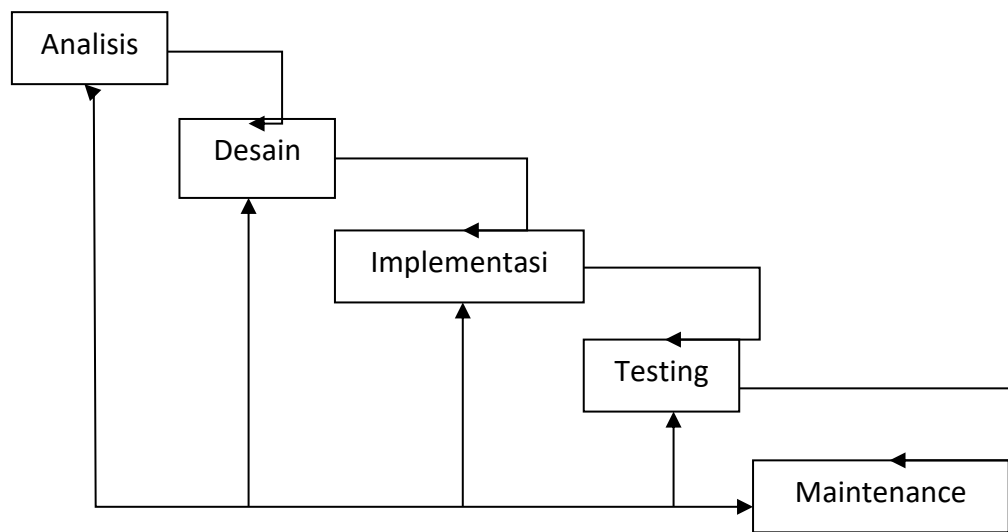 Analisis
Desain
Implementasi
Testing
Maintenance